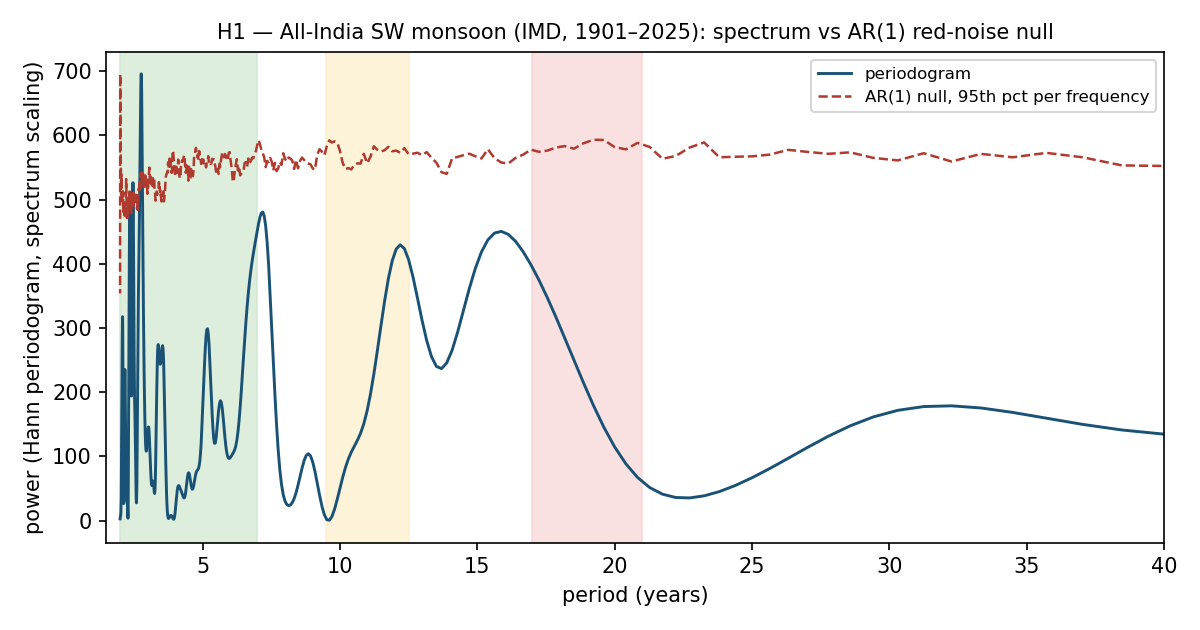 H1 — All-India SW monsoon (IMD, 1901–2025): spectrum vs AR(1) red-noise null
periodogram
AR(1) null, 95th pct per frequency
power (Hann periodogram, spectrum scaling)
700
600
500
400
300
200
100
0
5 10 15 20 25 30 35 40
period (years)